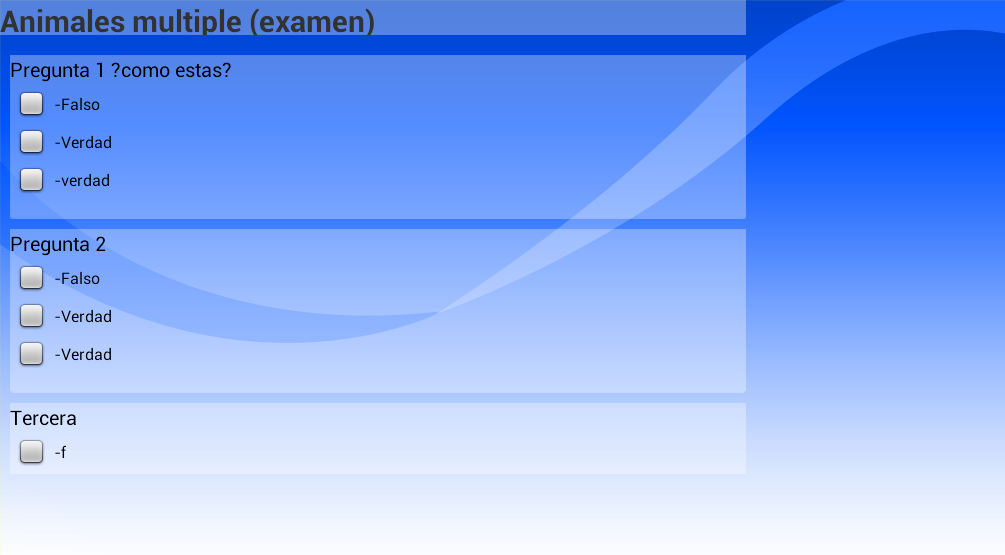 Animales multiple (examen)
Pregunta 1 ?como estas?
-Falso
-Verdad
-verdad
Pregunta 2
-Falso
-Verdad
-Verdad
Tercera
-f